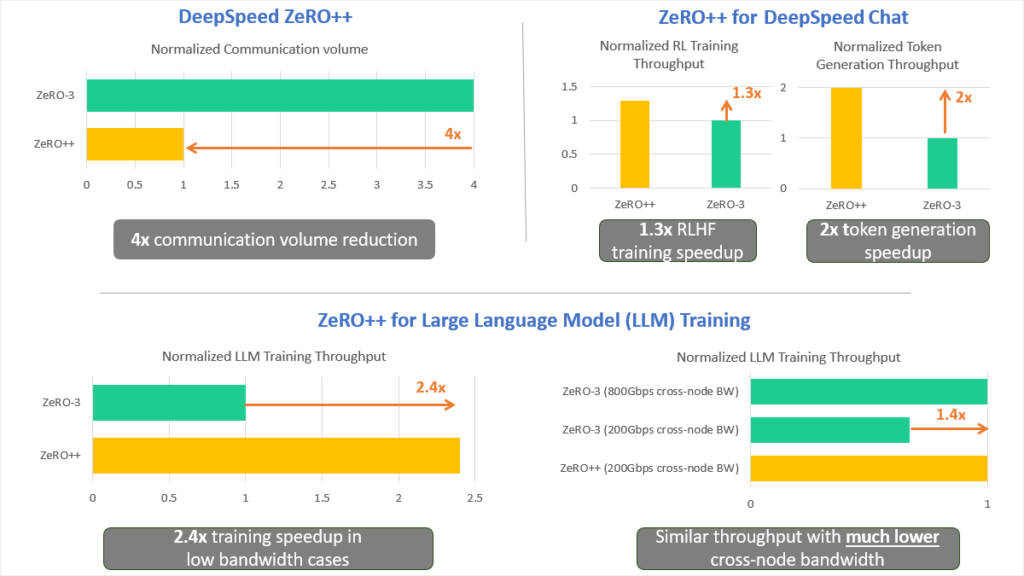 DeepSpeed ZeRO++
Normalized Communication volume
ZeRO-3
ZeRO++
4x
0 0.5 1 1.5 2 2.5 3 3.5 4
4x communication volume reduction
ZeRO++ for DeepSpeed Chat
Normalized RL Training
Throughput
1.5
1
0.5
0
1.3x
ZeRO++ ZeRO-3
1.3x RLHF
training speedup
Normalized Token
Generation Throughput
2
1
0
2x
ZeRO++ ZeRO-3
2x token generation
speedup
ZeRO++ for Large Language Model (LLM) Training
Normalized LLM Training Throughput
ZeRO-3
2.4x
ZeRO++
0 0.5 1 1.5 2 2.5
2.4x training speedup in
low bandwidth cases
Normalized LLM Training Throughput
ZeRO-3 (800Gbps cross-node BW)
ZeRO-3 (200Gbps cross-node BW)
1.4x
ZeRO++ (200Gbps cross-node BW)
0 1
Similar throughput with much lower
cross-node bandwidth